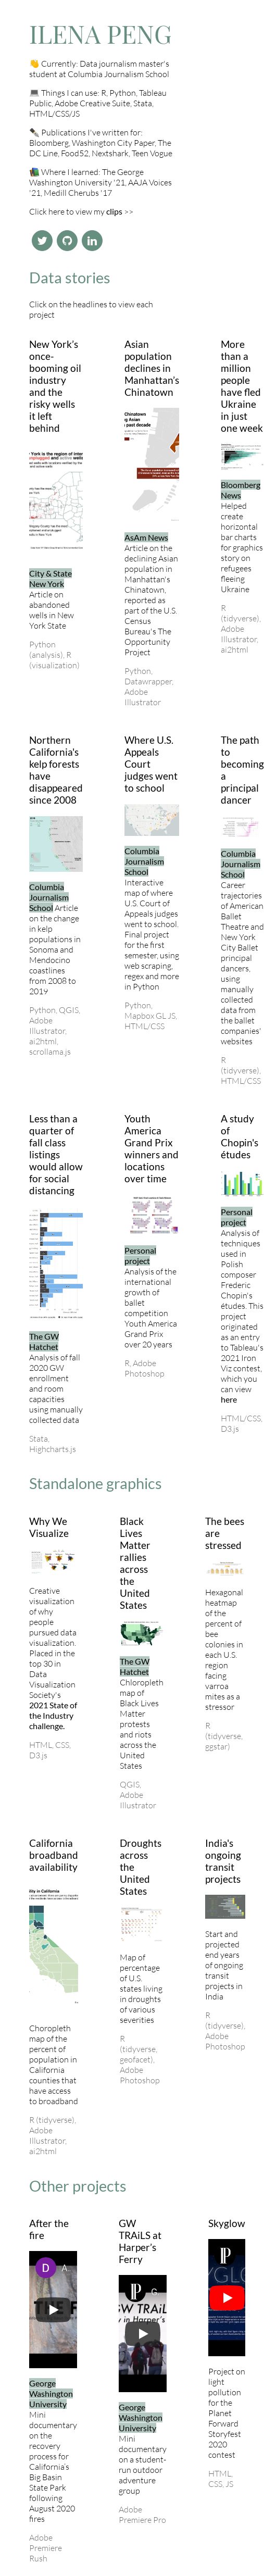 ILENA PENG
👋 Currently: Data journalism master's
student at Columbia Journalism School
💻 Things I can use: R, Python, Tableau
Public, Adobe Creative Suite, Stata,
HTML/CSS/JS
✒️ Publications I've written for:
Bloomberg, Washington City Paper, The
DC Line, Food52, Nextshark, Teen Vogue
📚 Where I learned: The George
Washington University '21, AAJA Voices
'21, Medill Cherubs '17
Click here to view my clips >>
Data stories
Click on the headlines to view each
project
New York's
once-
booming oil
industry
and the
risky wells
it left
behind
City & State
New York
Article on
abandoned
wells in New
York State
Python
(analysis), R
(visualization)
Asian
population
declines in
Manhattan's
Chinatown
AsAm News
Article on the
declining Asian
population in
Manhattan's
Chinatown,
reported as
part of the U.S.
Census
Bureau's The
Opportunity
Project
Python,
Datawrapper,
Adobe
Illustrator
More
than a
million
people
have fled
Ukraine
in just
one week
Bloomberg
News
Helped
create
horizontal
bar charts
for graphics
story on
refugees
fleeing
Ukraine
R
(tidyverse),
Adobe
Illustrator,
ai2html
Northern
California's
kelp forests
have
disappeared
since 2008
Columbia
Journalism
School Article
on the change
in kelp
populations in
Sonoma and
Mendocino
coastlines
from 2008 to
2019
Python, QGIS,
Adobe
Illustrator,
ai2html,
scrollama.js
Where U.S.
Appeals
Court
judges went
to school
Columbia
Journalism
School
Interactive
map of where
U.S. Court of
Appeals judges
went to school.
Final project
for the first
semester, using
web scraping,
regex and more
in Python
Python,
Mapbox GL JS,
HTML/CSS
The path
to
becoming
a
principal
dancer
Columbia
Journalism
School
Career
trajectories
of American
Ballet
Theatre and
New York
City Ballet
principal
dancers,
using
manually
collected
data from
the ballet
companies'
websites
R
(tidyverse),
HTML/CSS
Less than a
quarter of
fall class
listings
would allow
for social
distancing
The GW
Hatchet
Analysis of fall
2020 GW
enrollment
and room
capacities
using manually
collected data
Stata,
Highcharts.js
Youth
America
Grand Prix
winners and
locations
over time
Personal
project
Analysis of the
international
growth of
ballet
competition
Youth America
Grand Prix
over 20 years
R, Adobe
Photoshop
A study
of
Chopin's
études
Personal
project
Analysis of
techniques
used in
Polish
composer
Frederic
Chopin's
études. This
project
originated
as an entry
to Tableau's
2021 Iron
Viz contest,
which you
can view
here
HTML/CSS,
D3.js
Standalone graphics
Why We
Visualize
Creative
visualization
of why
people
pursued data
visualization.
Placed in the
top 30 in
Data
Visualization
Society's
2021 State of
the Industry
challenge.
HTML, CSS,
D3.js
Black
Lives
Matter
rallies
across
the
United
States
The GW
Hatchet
Chloropleth
map of
Black Lives
Matter
protests
and riots
across the
United
States
QGIS,
Adobe
Illustrator
The bees
are
stressed
Hexagonal
heatmap
of the
percent of
bee
colonies in
each U.S.
region
facing
varroa
mites as a
stressor
R
(tidyverse,
ggstar)
California
broadband
availability
Choropleth
map of the
percent of
population in
California
counties that
have access
to broadband
R (tidyverse),
Adobe
Illustrator,
ai2html
Droughts
across
the
United
States
Map of
percentage
of U.S.
states living
in droughts
of various
severities
R
(tidyverse,
geofacet),
Adobe
Photoshop
India's
ongoing
transit
projects
Start and
projected
end years
of ongoing
transit
projects in
India
R
(tidyverse),
Adobe
Photoshop
Other projects
After the
fire
George
Washington
University
Mini
documentary
on the
recovery
process for
California's
Big Basin
State Park
following
August 2020
fires
Adobe
Premiere
Rush
GW
TRAiLS at
Harper's
Ferry
George
Washington
University
Mini
documentary
on a student-
run outdoor
adventure
group
Adobe
Premiere Pro
Skyglow
Project on
light
pollution
for the
Planet
Forward
Storyfest
2020
contest
HTML,
CSS, JS